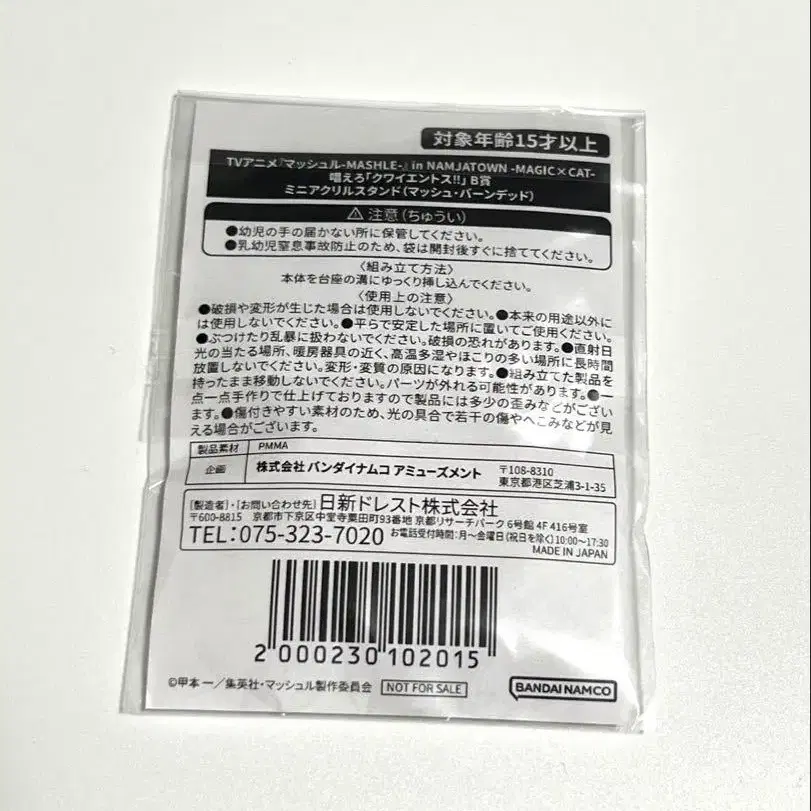 対象年齢15才以上
TVアニメ『マッシュル-MASHLE-』in NAMJATOWN -MAGIC×CAT-
唱えろ「クワイエントス!!」B賞
ミニアクリルスタンド(マッシュ・バーンデッド)
⚠ 注意(ちゅうい)
●幼児の手の届かない所に保管してください。
●乳幼児窒息事故防止のため、袋は開封後すぐに捨ててください。
〈組み立て方法〉
本体を台座の溝にゆっくり挿し込んでください。
〈使用上の注意〉
●破損や変形が生じた場合は使用しないでください。●本来の用途以外に
は使用しないでください。●平らで安定した場所に置いてご使用ください。
●ぶつけたり乱暴に扱わないでください。破損の恐れがあります。●直射日
光の当たる場所、暖房器具の近く、高温多湿やほこりの多い場所に長時間
放置しないでください。変形・変質の原因になります。●組み立てた製品を
持ったまま移動しないでください。パーツが外れる可能性があります。●一
点一点手作りで仕上げておりますので製品には多少の歪みなどがござい
ます。●傷付きやすい素材のため、光の具合で若干の傷やへこみなどが見
える場合がございます。
製品素材 PMMA
企画 株式会社 バンダイナムコ アミューズメント 〒108-8310
東京都港区芝浦3-1-35
[製造者]・[お問い合わせ先] 日新ドレスト株式会社
〒600-8815 京都市下京区中堂寺粟田町93番地 京都リサーチパーク 6号館 4F 416号室
TEL:075-323-7020 お電話受付時間:月~金曜日(祝日を除く)10:00~17:30
MADE IN JAPAN
2 000230 102015
©甲本 一/集英社・マッシュル製作委員会 NOT FOR SALE BANDAI NAMCO